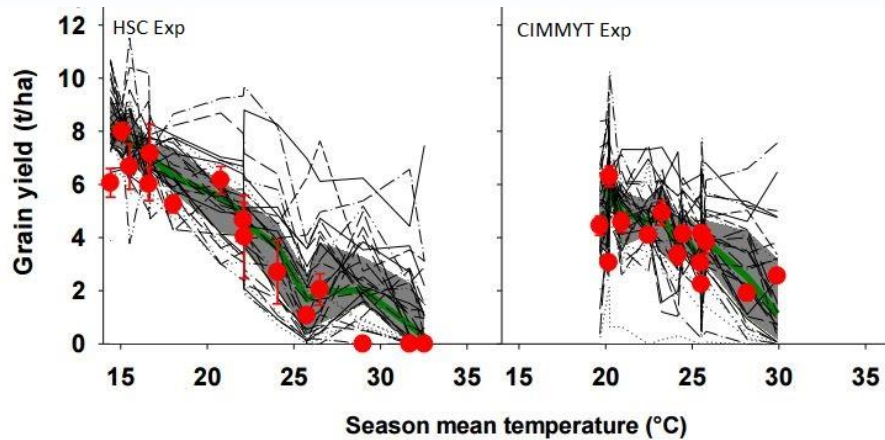 HSC Exp
CIMMYT Exp
Grain yield (t/ha)
12
10
8
6
4
2
0
15 20 25 30 35
15 20 25 30 35
Season mean temperature (°C)